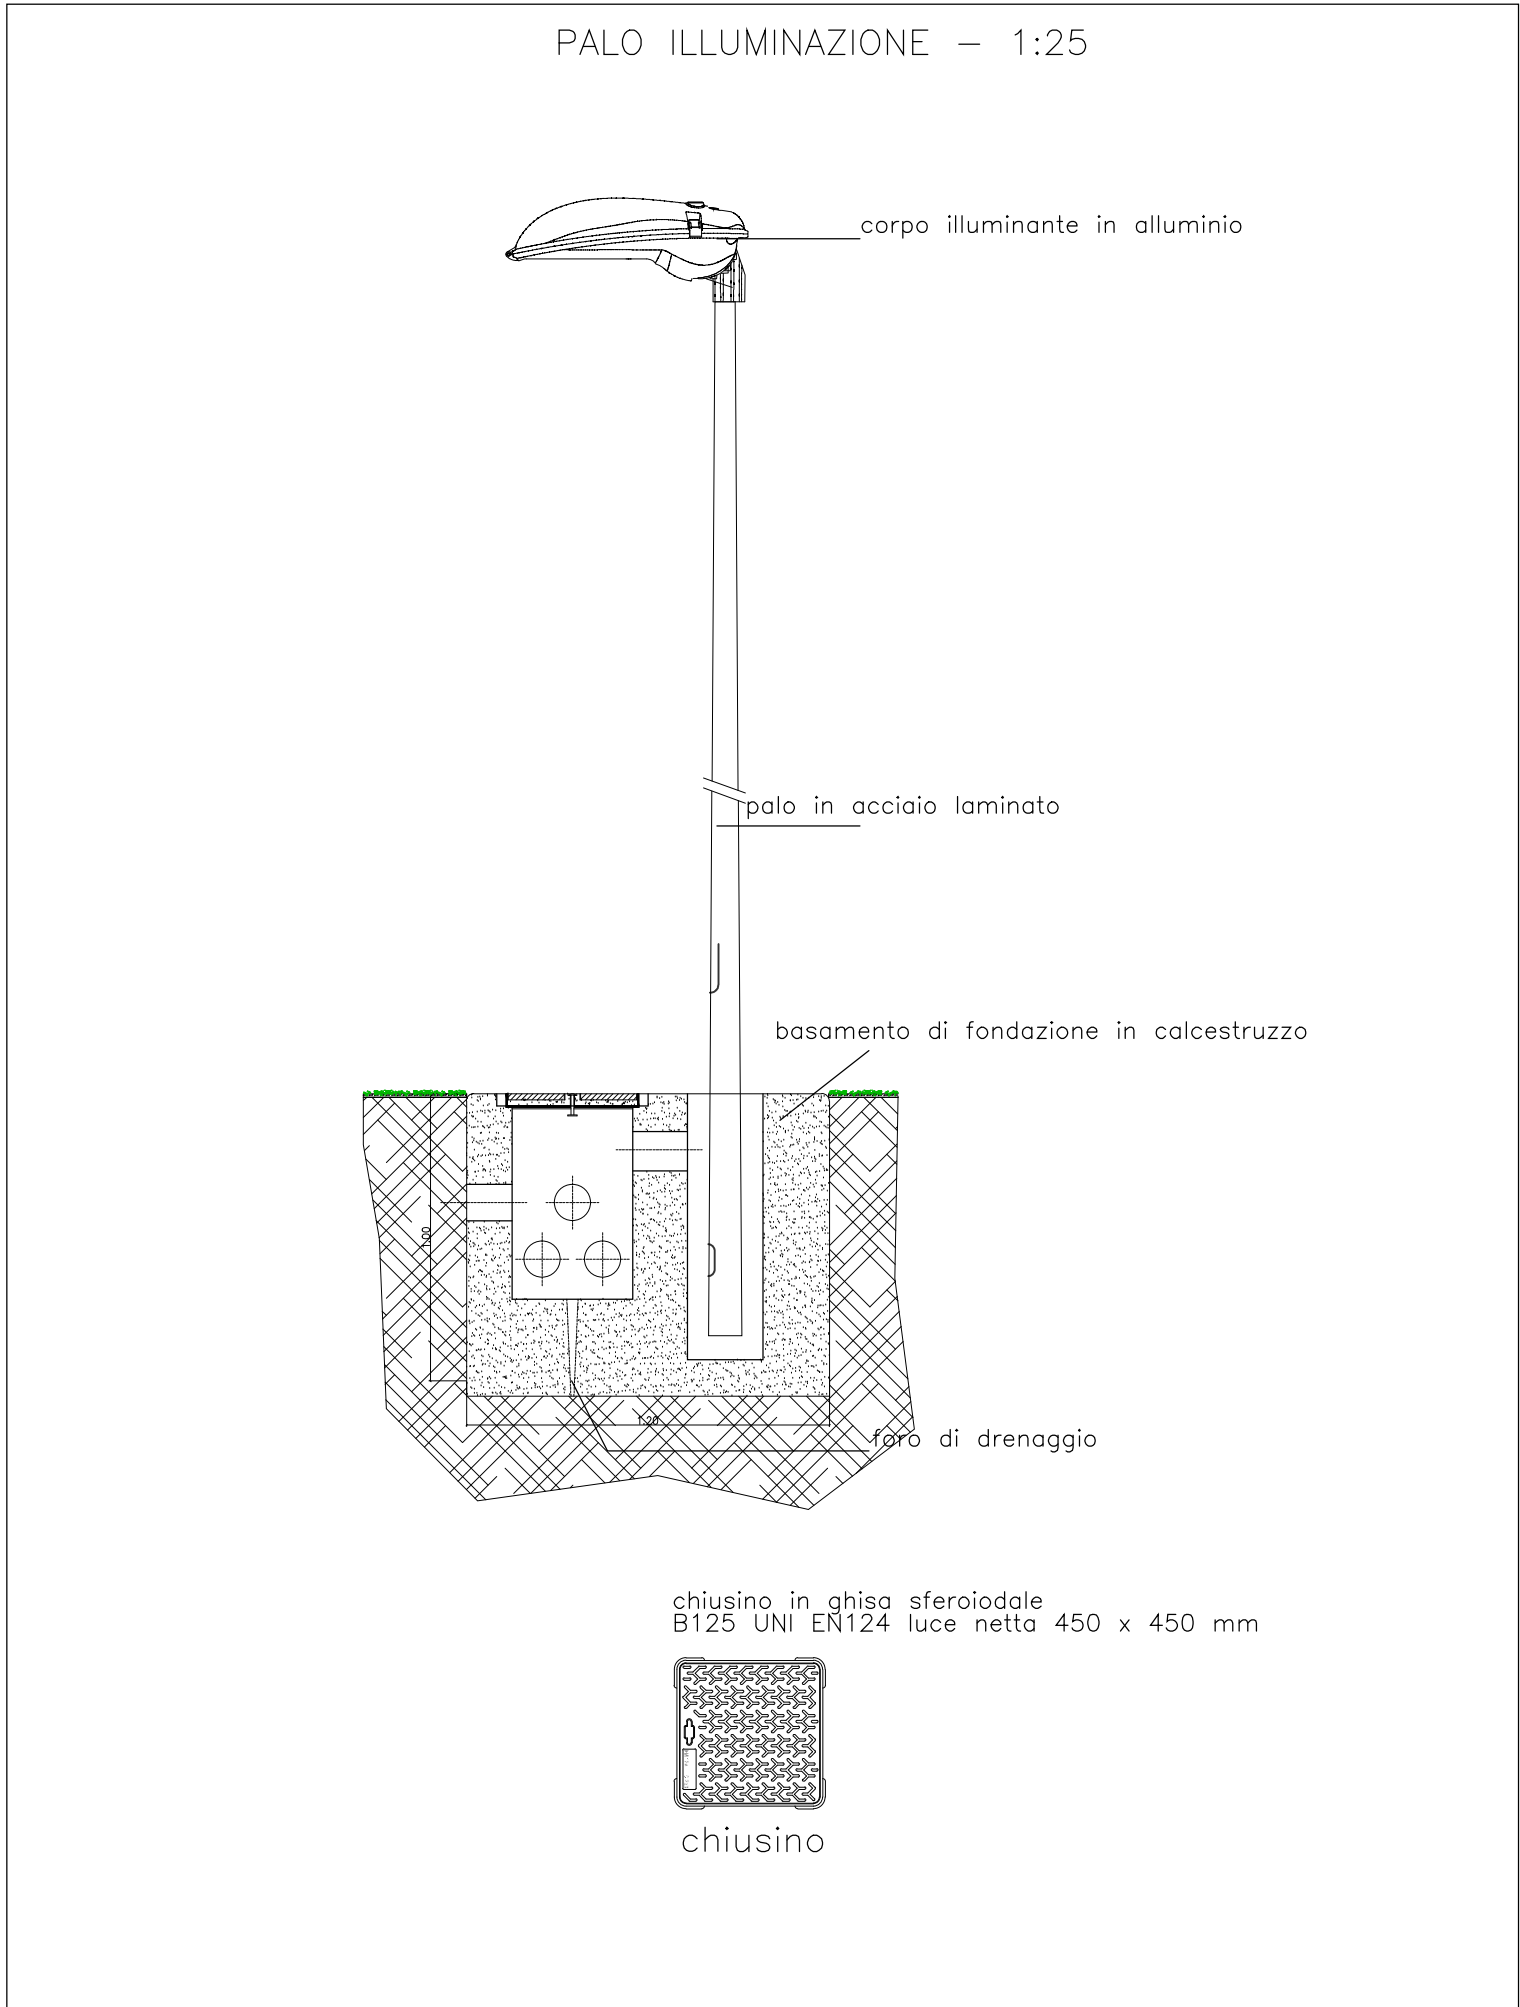 PALO ILLUMINAZIONE - 1:25
corpo illuminante in alluminio
palo in acciaio laminato
basamento di fondazione in calcestruzzo
1.00
1.20
foro di drenaggio
chiusino in ghisa sferoiodale
B125 UNI EN124 luce netta 450 x 450 mm
chiusino